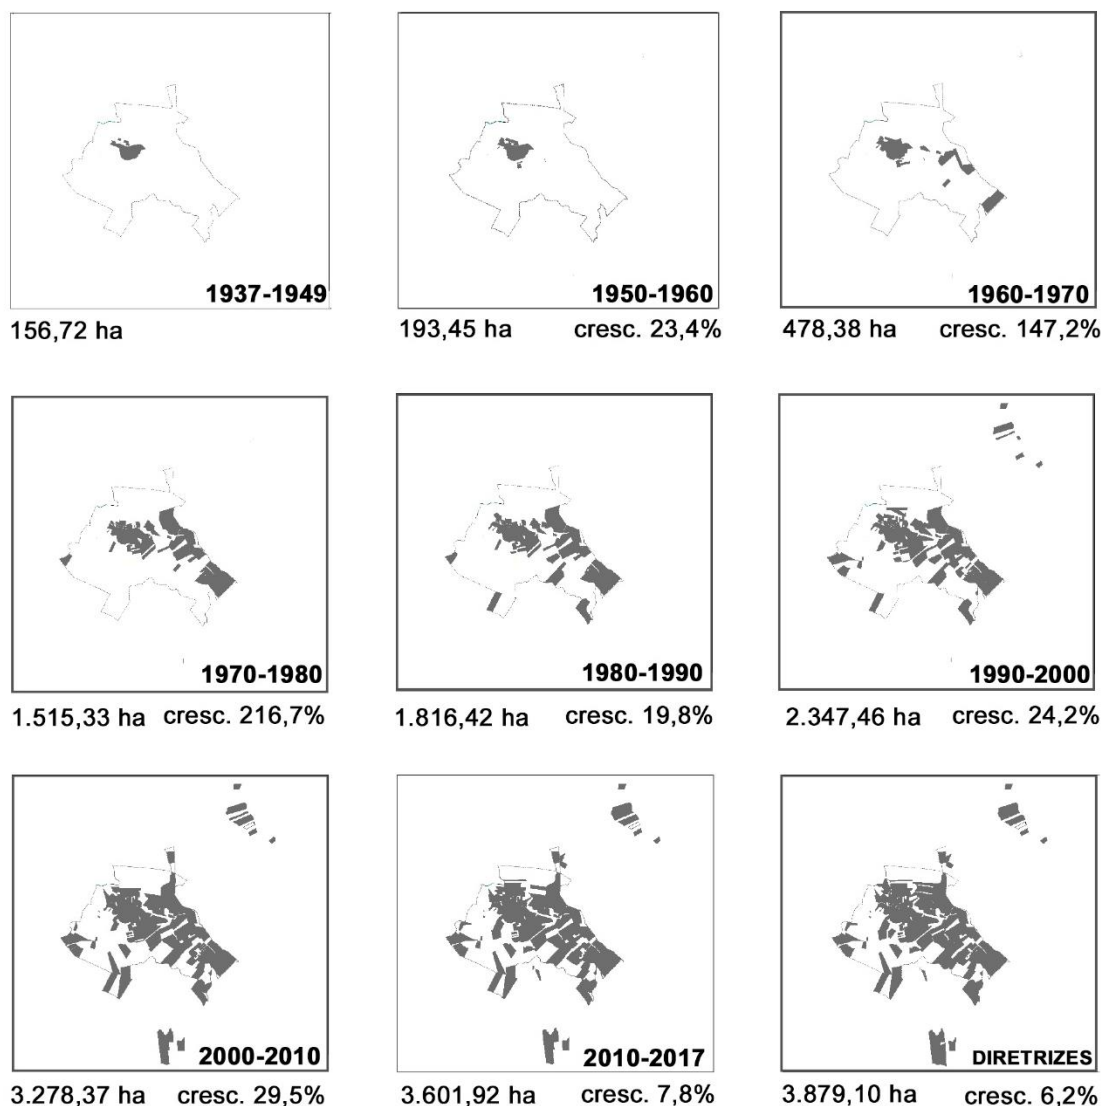 1937-1949
156,72 ha
1950-1960
193,45 ha cresc. 23,4%
1960-1970
478,38 ha cresc. 147,2%
1970-1980
1.515,33 ha cresc. 216,7%
1980-1990
1.816,42 ha cresc. 19,8%
1990-2000
2.347,46 ha cresc. 24,2%
2000-2010
3.278,37 ha cresc. 29,5%
2010-2017
3.601,92 ha cresc. 7,8%
DIRETRIZES
3.879,10 ha cresc. 6,2%